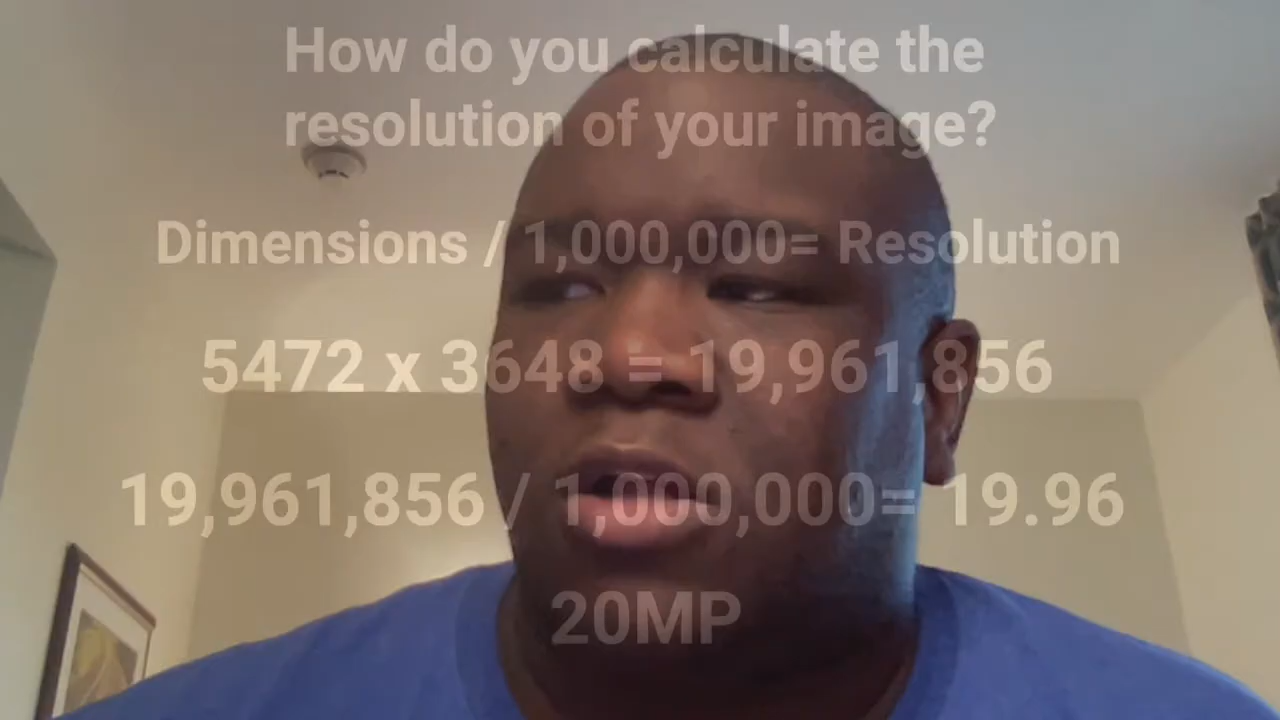 How do you calculate the
resolution of your image?
Dimensions / 1,000,000= Resolution
5472 x 3648 = 19,961,856
19,961,856 / 1,000,000= 19.96
20MP